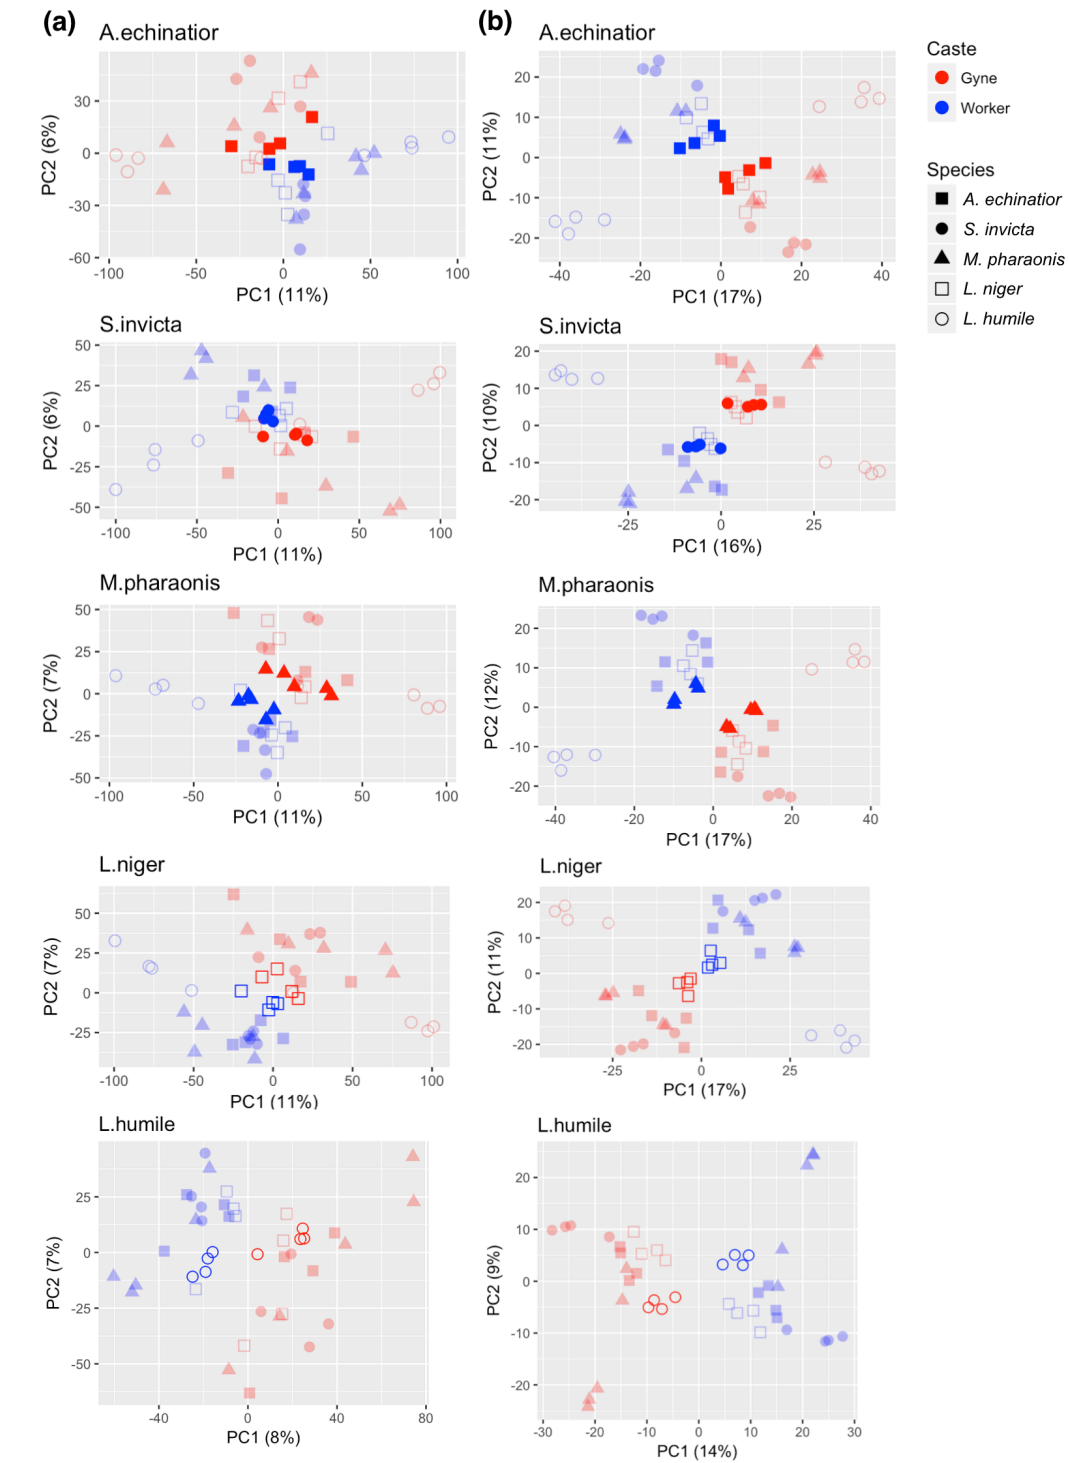 (a)
(b)
A.echinatior
30
0
-30
-60
-100
-50
0
50
100
PC2 (6%)
PC1 (11%)
A.echinatior
20
10
0
-10
-20
-40
-20
0
20
40
PC2 (11%)
PC1 (17%)
Caste
Gyne
Worker
Species
A. echinatior
S. invicta
M. pharaonis
L. niger
L. humile
S.invicta
50
25
0
-25
-50
-100
-50
0
50
100
PC2 (6%)
PC1 (11%)
S.invicta
20
10
0
-10
-20
-25
0
25
PC2 (10%)
PC1 (16%)
M.pharaonis
50
25
0
-25
-50
-100
-50
0
50
100
PC2 (7%)
PC1 (11%)
M.pharaonis
20
10
0
-10
-20
-40
-20
0
20
40
PC2 (12%)
PC1 (17%)
L.niger
50
25
0
-25
-100
-50
0
50
100
PC2 (7%)
PC1 (11%)
L.niger
20
10
0
-10
-20
-25
0
25
PC2 (11%)
PC1 (17%)
L.humile
25
0
-25
-50
-40
0
40
80
PC2 (7%)
PC1 (8%)
L.humile
20
10
0
-10
-20
-30
-20
-10
0
10
20
30
PC2 (9%)
PC1 (14%)